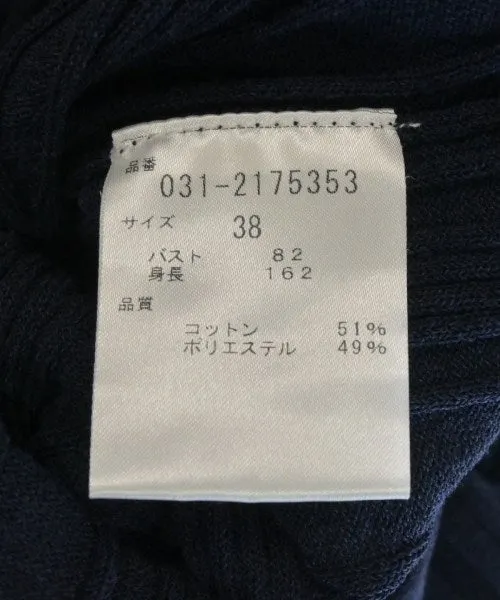 品番
031-2175353
サイズ 38
バスト 82
身長 162
品質
コットン 51%
ポリエステル 49%